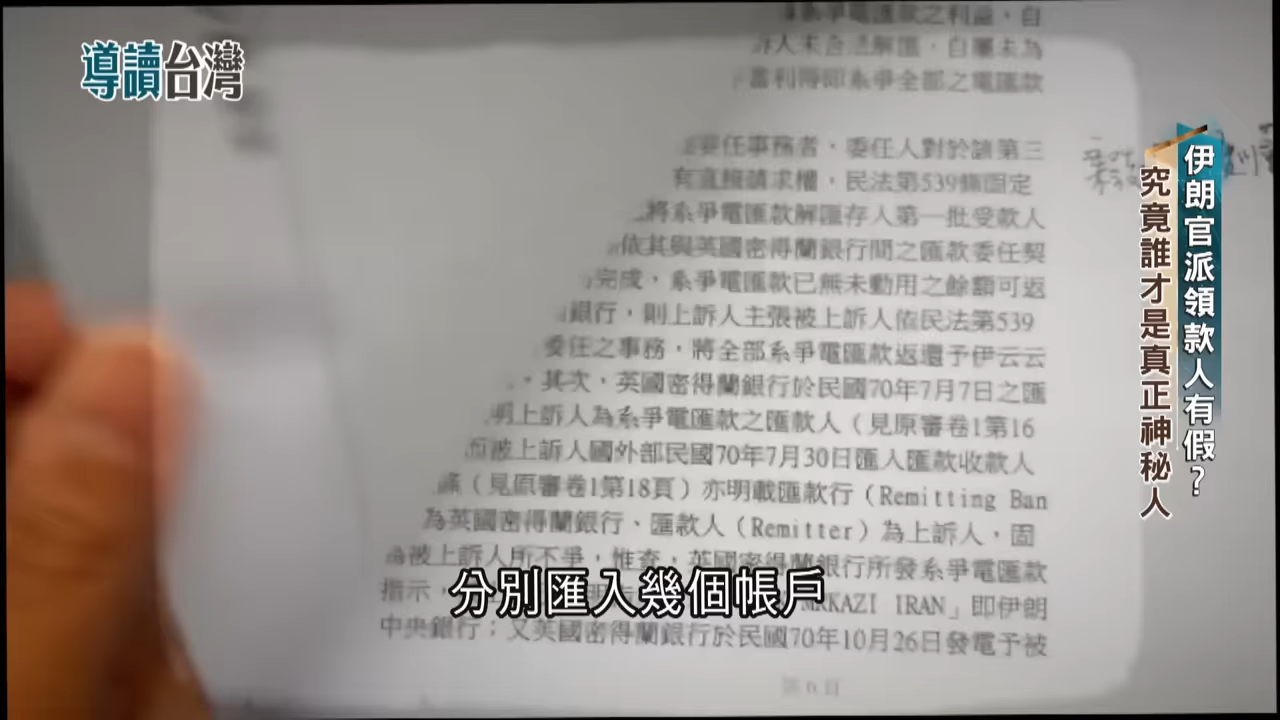 導讀台灣
系爭電匯款之利益，自
訴人未合法解匯，自屬未為
當利得即系爭全部之電匯款
委任事務者，委任人對於該第三
有直接請求權，民法第539條固定
將系爭電匯款解匯存入第一批受款人
依其與英國密得蘭銀行間之匯款委任契
完成，系爭電匯款已無未動用之餘額可返
銀行，則上訴人主張被上訴人依民法第539
委任之事務，將全部系爭電匯款返還予伊云云
。其次，英國密得蘭銀行於民國70年7月7日之匯
明上訴人為系爭電匯款之匯款人（見原審卷1第16
而被上訴人國外部民國70年7月30日匯入匯款收款人
（見原審卷1第18頁）亦明載匯款行（Remitting Ban
為英國密得蘭銀行、匯款人（Remitter）為上訴人，固
為被上訴人所不爭，惟查，英國密得蘭銀行所發系爭電匯款
指示，
MRKAZI IRAN」即伊朗
中央銀行；又英國密得蘭銀行於民國70年10月26日發電予被
第6頁
伊朗官派領款人有假？
究竟誰才是真正神秘人
分別匯入幾個帳戶